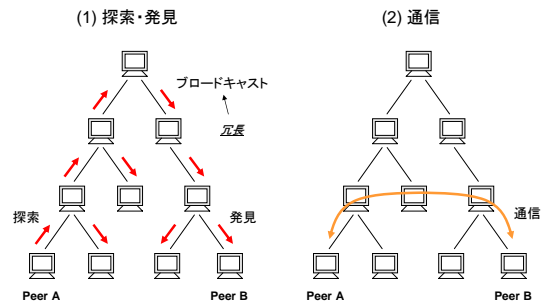 (1) 探索・発見
(2) 通信
ブロードキャスト
冗長
探索
発見
通信
Peer A
Peer B
Peer A
Peer B